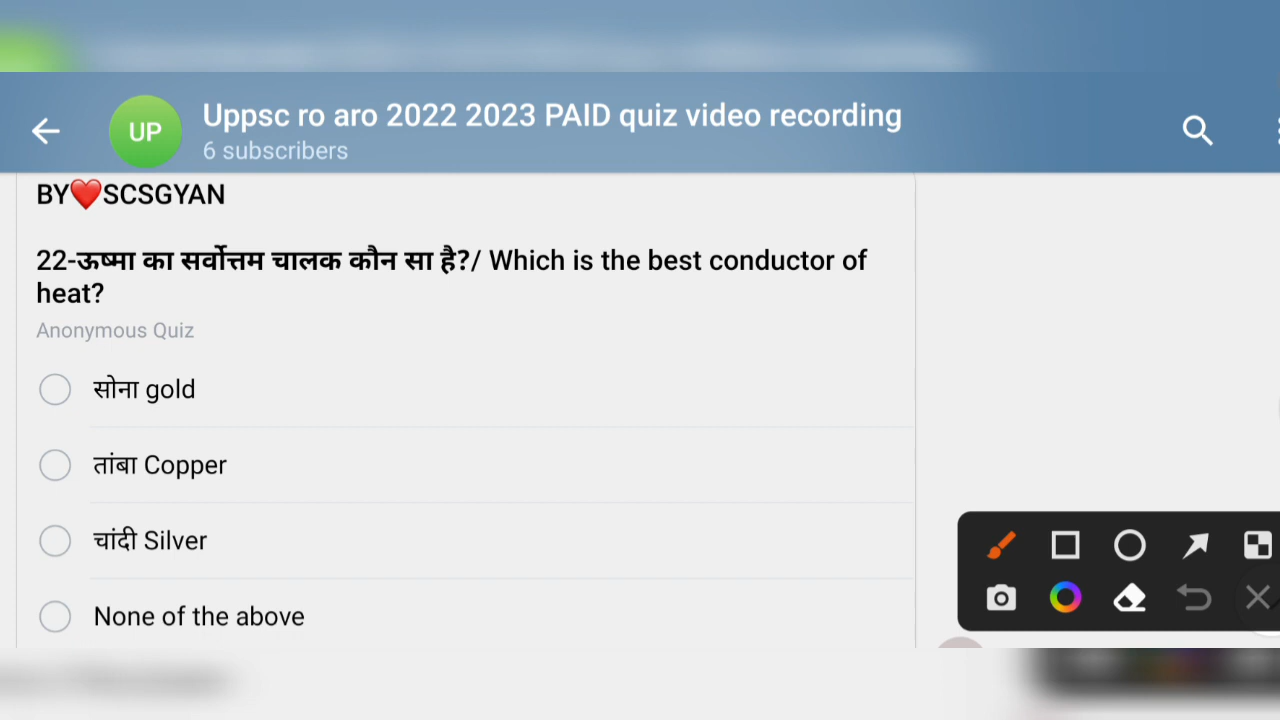 UP
Uppsc ro aro 2022 2023 PAID quiz video recording
6 subscribers
BY❤️SCSGYAN
22-ऊष्मा का सर्वोत्तम चालक कौन सा है?/ Which is the best conductor of
heat?
Anonymous Quiz
सोना gold
तांबा Copper
चांदी Silver
None of the above